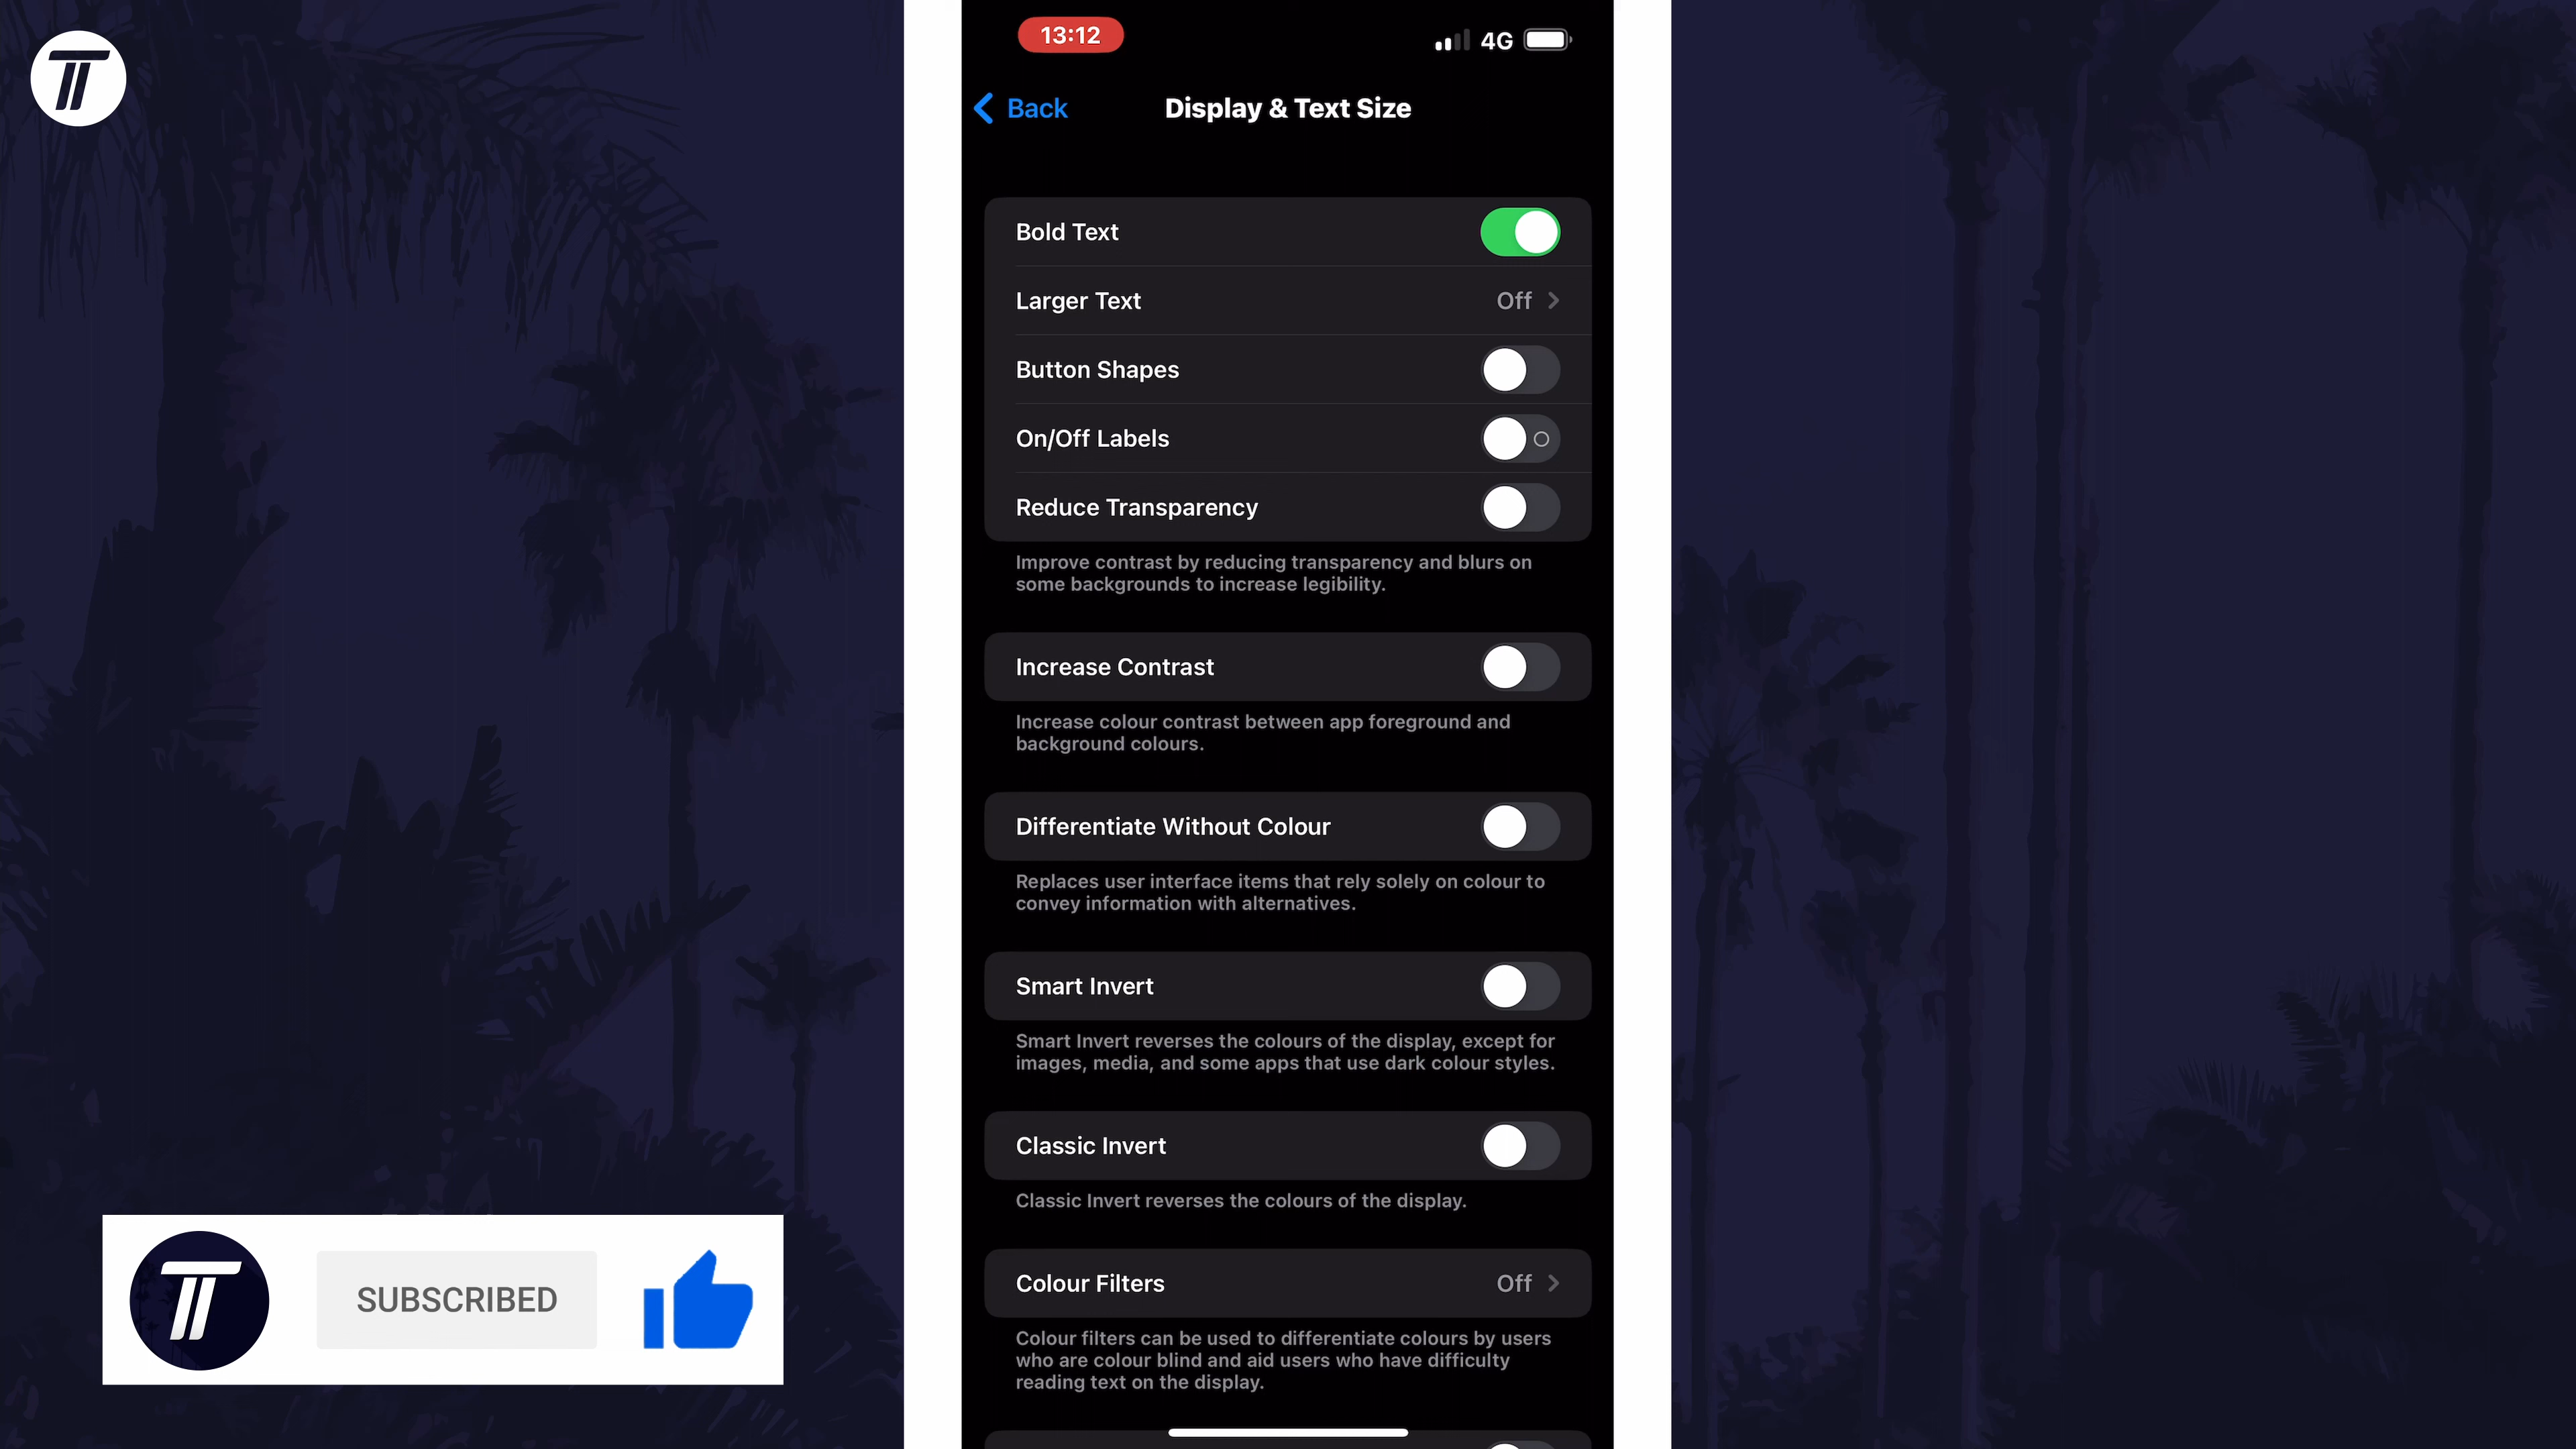 13:12
4G
Back
Display & Text Size
Bold Text
Larger Text
Off
Button Shapes
On/Off Labels
Reduce Transparency
Improve contrast by reducing transparency and blurs on
some backgrounds to increase legibility.
Increase Contrast
Increase colour contrast between app foreground and
background colours.
Differentiate Without Colour
Replaces user interface items that rely solely on colour to
convey information with alternatives.
Smart Invert
Smart Invert reverses the colours of the display, except for
images, media, and some apps that use dark colour styles.
Classic Invert
Classic Invert reverses the colours of the display.
Colour Filters
Off
Colour filters can be used to differentiate colours by users
who are colour blind and aid users who have difficulty
reading text on the display.
SUBSCRIBED